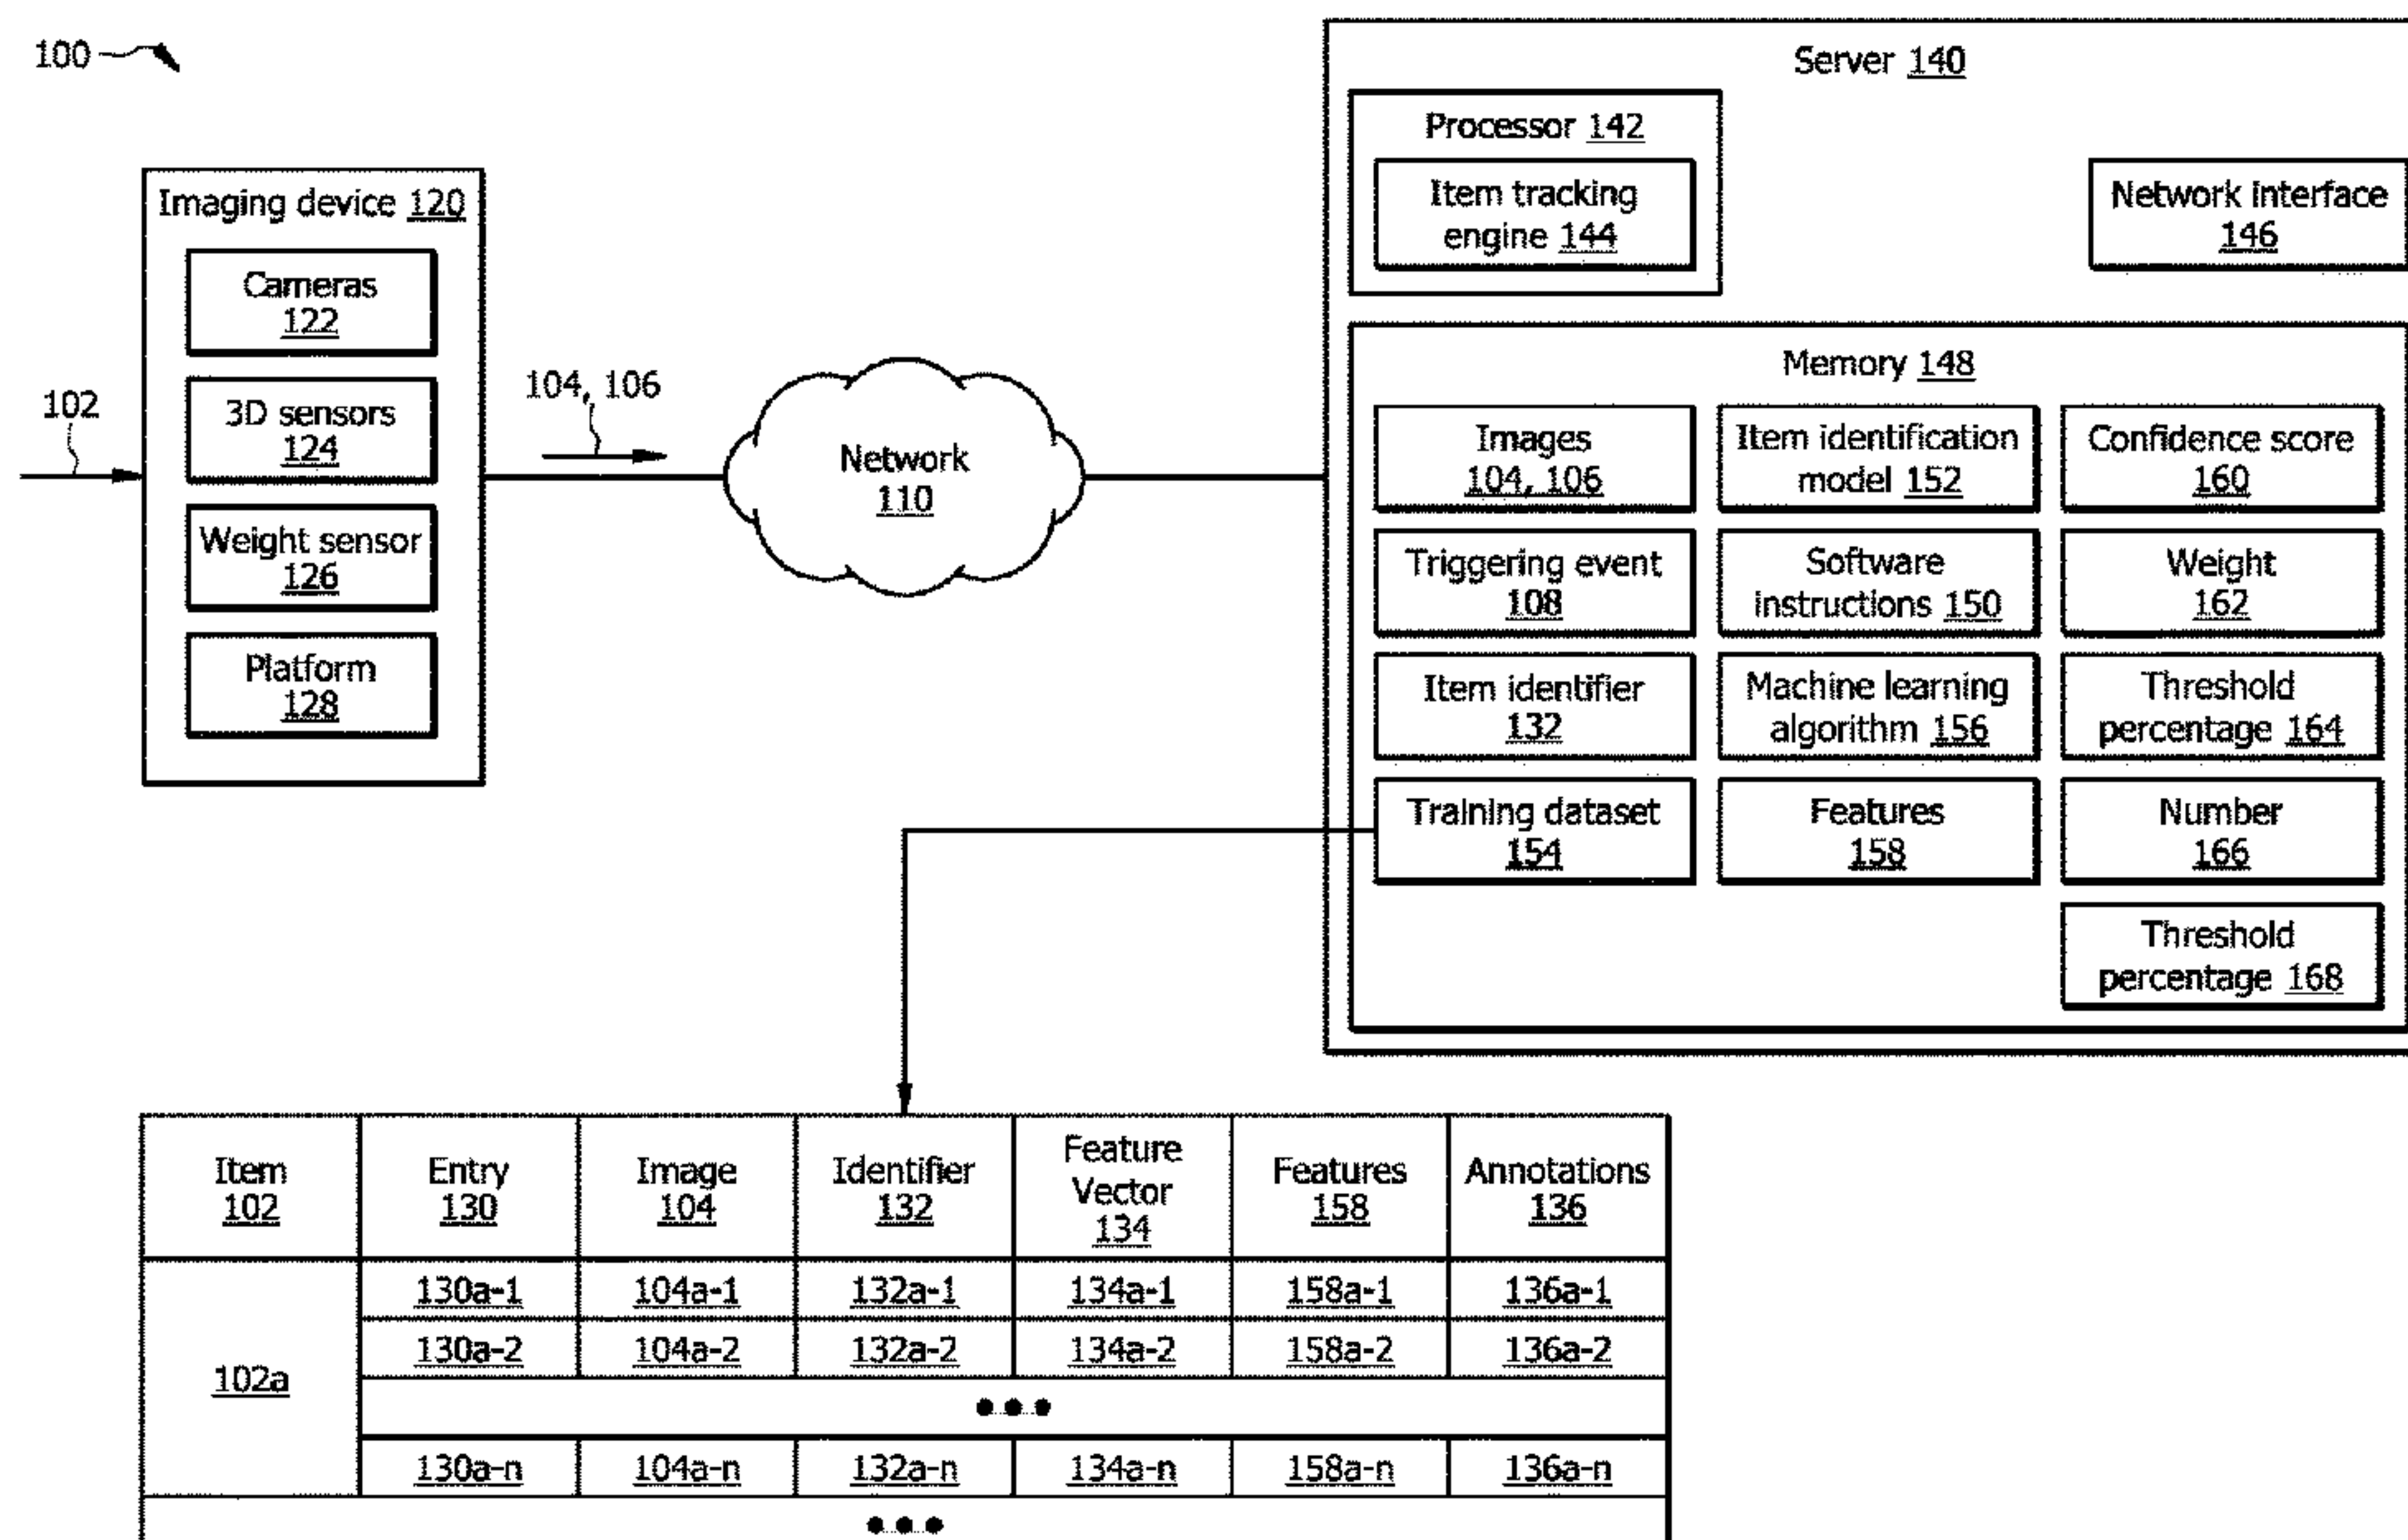 100
Server 140
Processor 142
Item tracking
engine 144
Network interface
146
Imaging device 120
Cameras
122
3D sensors
124
Weight sensor
126
Platform
128
102
104, 106
Network
110
Memory 148
Images
104, 106
Item identification
model 152
Confidence score
160
Triggering event
108
Software
instructions 150
Weight
162
Item identifier
132
Machine learning
algorithm 156
Threshold
percentage 164
Training dataset
154
Features
158
Number
166
Threshold
percentage 168
Item
102
Entry
130
Image
104
Identifier
132
Feature
Vector
134
Features
158
Annotations
136
102a
130a-1 104a-1 132a-1 134a-1 158a-1 136a-1
130a-2 104a-2 132a-2 134a-2 158a-2 136a-2
130a-n 104a-n 132a-n 134a-n 158a-n 136a-n